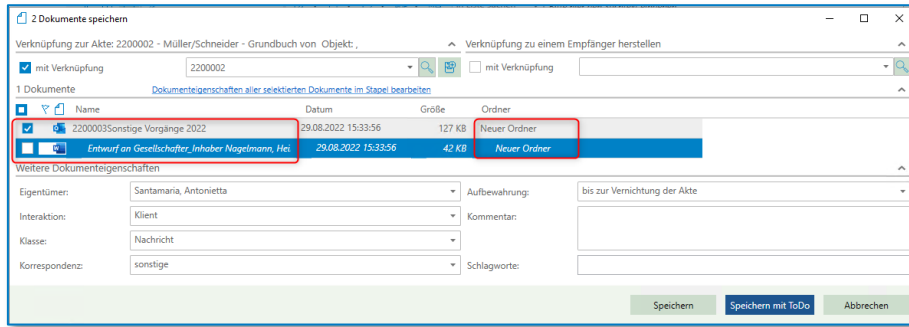 2 Dokumente speichern
Verknüpfung zur Akte: 2200002 - Müller/Schneider - Grundbuch von Objekt: ,
Verknüpfung zu einem Empfänger herstellen
mit Verknüpfung 2200002
mit Verknüpfung
1 Dokumente Dokumenteigenschaften aller selektierten Dokumente im Stapel bearbeiten
Name Datum Größe Ordner
2200003Sonstige Vorgänge 2022 29.08.2022 15:33:56 127 KB Neuer Ordner
Entwurf an Gesellschafter_Inhaber Nagelmann, Hei. 29.08.2022 15:33:56 42 KB Neuer Ordner
Weitere Dokumenteigenschaften
Eigentümer: Santamaria, Antonietta Aufbewahrung: bis zur Vernichtung der Akte
Interaktion: Klient Kommentar:
Klasse: Nachricht
Korrespondenz: sonstige Schlagworte:
Speichern Speichern mit ToDo Abbrechen